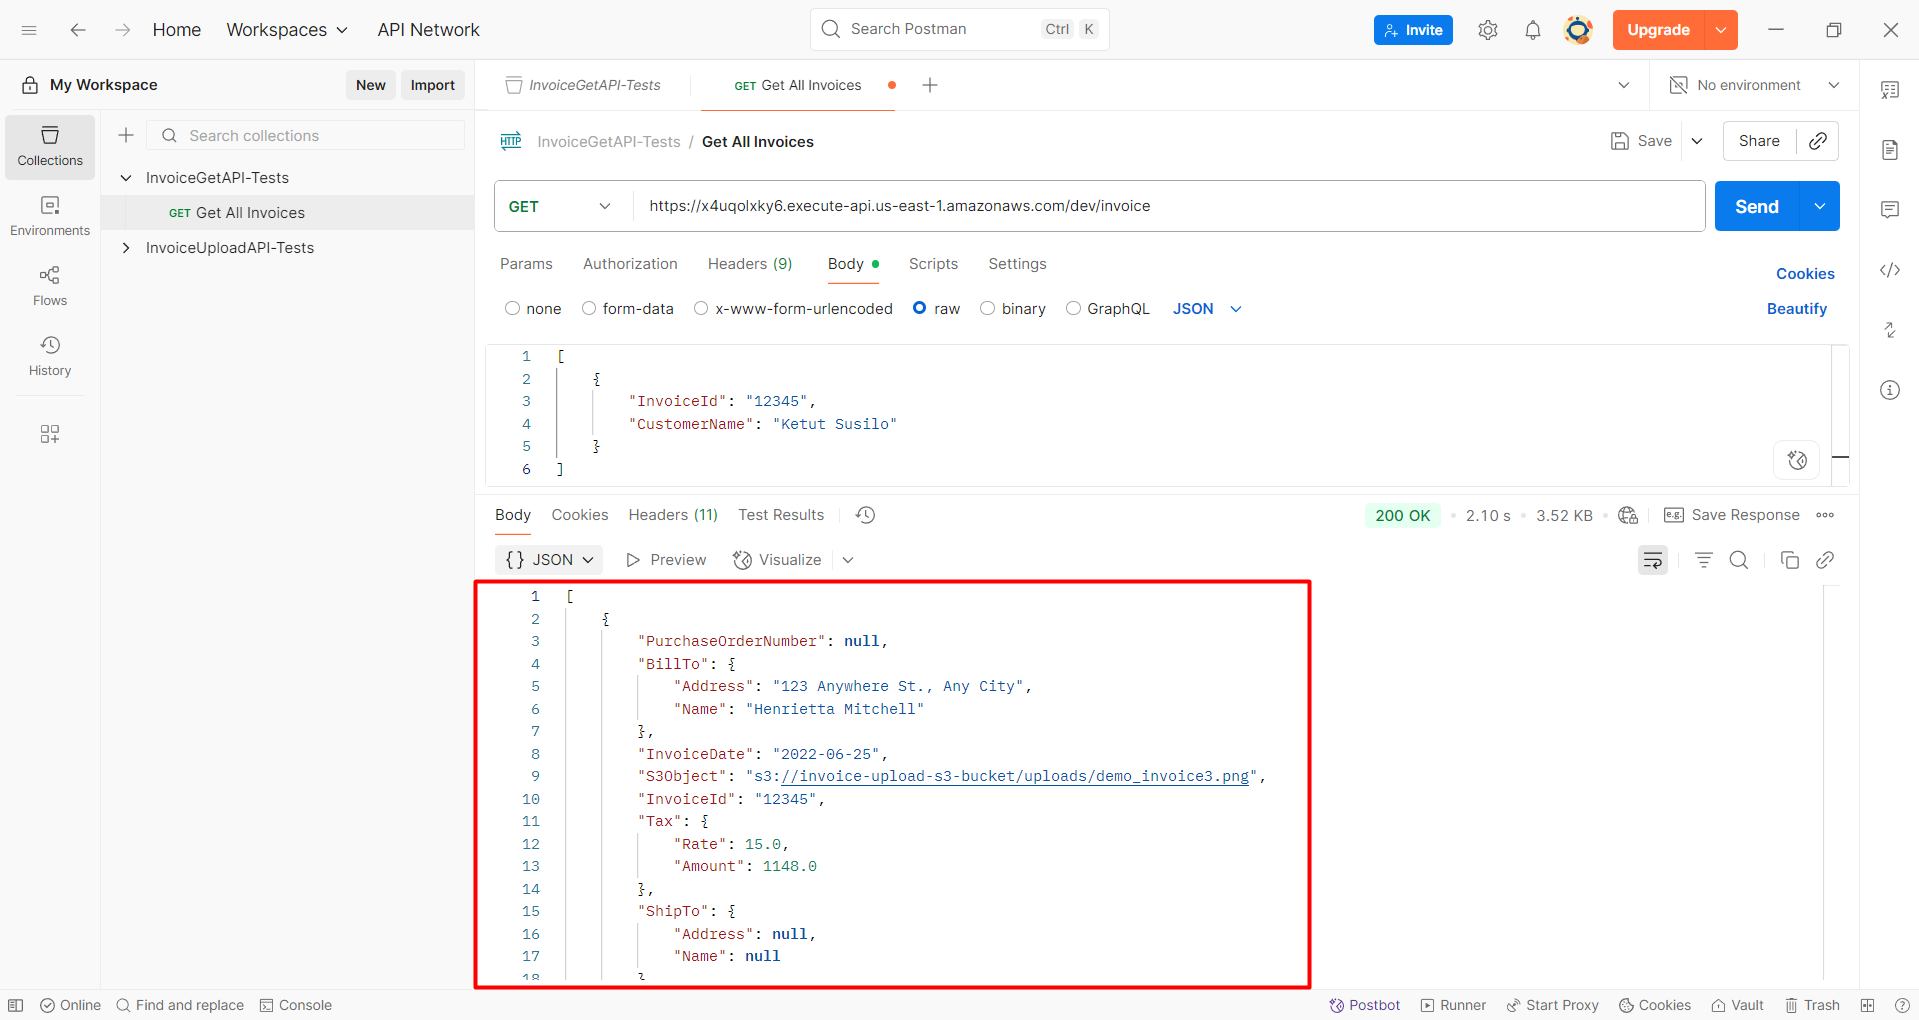 Home Workspaces API Network Search Postman Ctrl K Invite Upgrade
My Workspace New Import InvoiceGetAPI-Tests GET Get All Invoices No environment
Collections
Environments
Flows
History
Search collections
InvoiceGetAPI-Tests
GET Get All Invoices
InvoiceUploadAPI-Tests
HTTP InvoiceGetAPI-Tests / Get All Invoices Save Share
GET https://x4uqolxky6.execute-api.us-east-1.amazonaws.com/dev/invoice Send
Params Authorization Headers (9) Body Scripts Settings Cookies
none form-data x-www-form-urlencoded raw binary GraphQL JSON Beautify
1 [
2 {
3 "InvoiceId": "12345",
4 "CustomerName": "Ketut Susilo"
5 }
6 ]
Body Cookies Headers (11) Test Results 200 OK 2.10 s 3.52 KB e.g. Save Response
{} JSON Preview Visualize
1 [
2 {
3 "PurchaseOrderNumber": null,
4 "BillTo": {
5 "Address": "123 Anywhere St., Any City",
6 "Name": "Henrietta Mitchell"
7 },
8 "InvoiceDate": "2022-06-25",
9 "S3Object": "s3://invoice-upload-s3-bucket/uploads/demo_invoice3.png",
10 "InvoiceId": "12345",
11 "Tax": {
12 "Rate": 15.0,
13 "Amount": 1148.0
14 },
15 "ShipTo": {
16 "Address": null,
17 "Name": null
18 }
Online Find and replace Console Postbot Runner Start Proxy Cookies Vault Trash